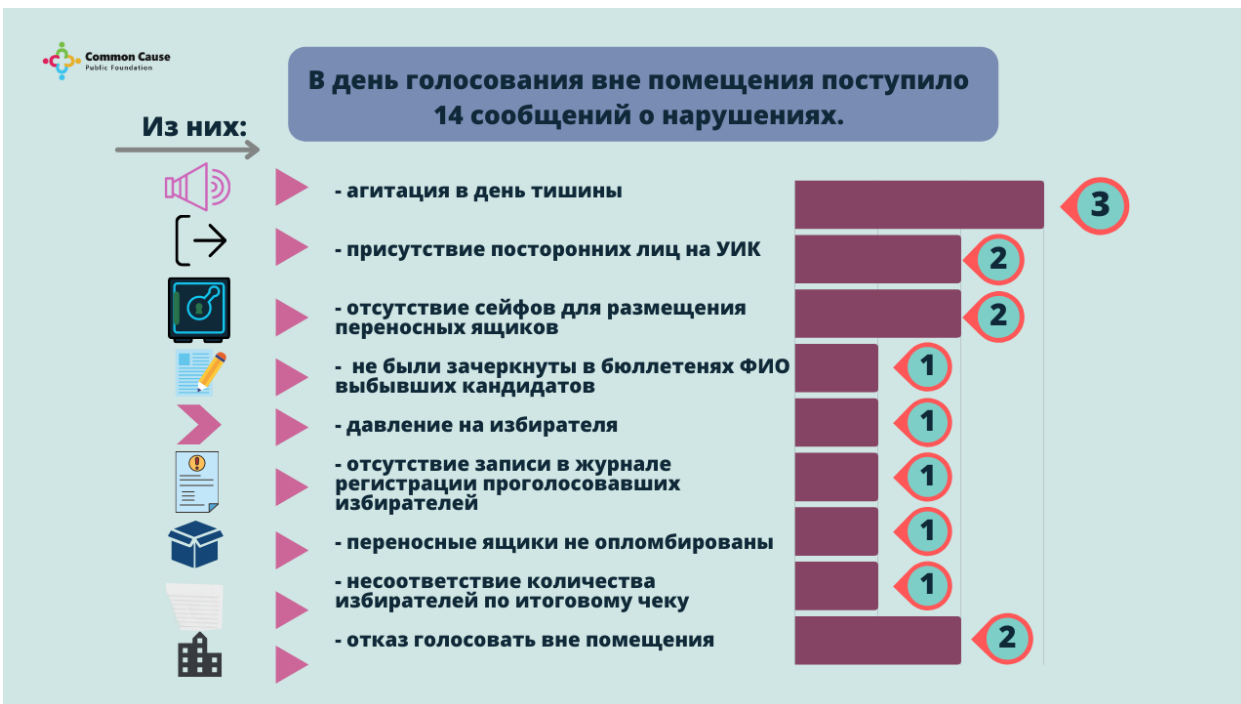 Common Cause
Public Foundation
В день голосования вне помещения поступило
14 сообщений о нарушениях.
Из них:
- агитация в день тишины
3
- присутствие посторонних лиц на УИК
2
- отсутствие сейфов для размещения
переносных ящиков
2
- не были зачеркнуты в бюллетенях ФИО
выбывших кандидатов
1
- давление на избирателя
1
- отсутствие записи в журнале
регистрации проголосовавших
избирателей
1
- переносные ящики не опломбированы
1
- несоответствие количества
избирателей по итоговому чеку
1
- отказ голосовать вне помещения
2